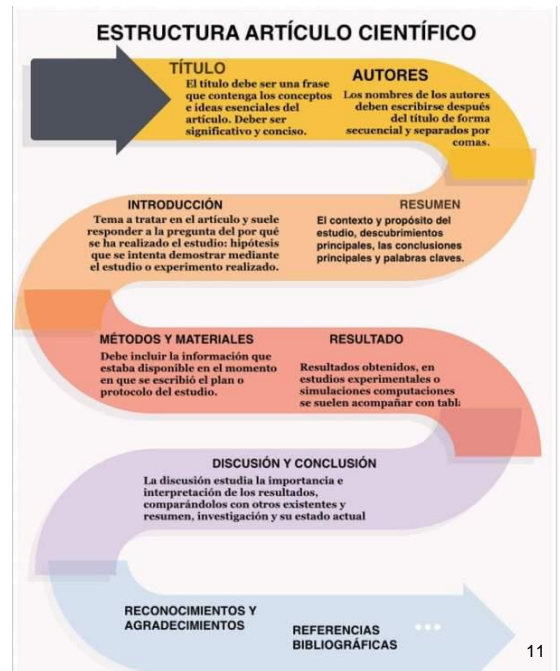 ESTRUCTURA ARTÍCULO CIENTÍFICO
TÍTULO
El título debe ser una frase
que contenga los conceptos
e ideas esenciales del
artículo. Deber ser
significativo y conciso.
AUTORES
Los nombres de los autores
deben escribirse después
del título de forma
secuencial y separados por
comas.
RESUMEN
El contexto y propósito del
estudio, descubrimientos
principales, las conclusiones
principales y palabras claves.
INTRODUCCIÓN
Tema a tratar en el artículo y suele
responder a la pregunta del por qué
se ha realizado el estudio: hipótesis
que se intenta demostrar mediante
el estudio o experimento realizado.
MÉTODOS Y MATERIALES
Debe incluir la información que
estaba disponible en el momento
en que se escribió el plan o
protocolo del estudio.
RESULTADO
Resultados obtenidos, en
estudios experimentales o
simulaciones computaciones
se suelen acompañar con tabla
DISCUSIÓN Y CONCLUSIÓN
La discusión estudia la importancia e
interpretación de los resultados,
comparándolos con otros existentes y
resumen, investigación y su estado actual
RECONOCIMIENTOS Y
AGRADECIMIENTOS
REFERENCIAS
BIBLIOGRÁFICAS
...
11